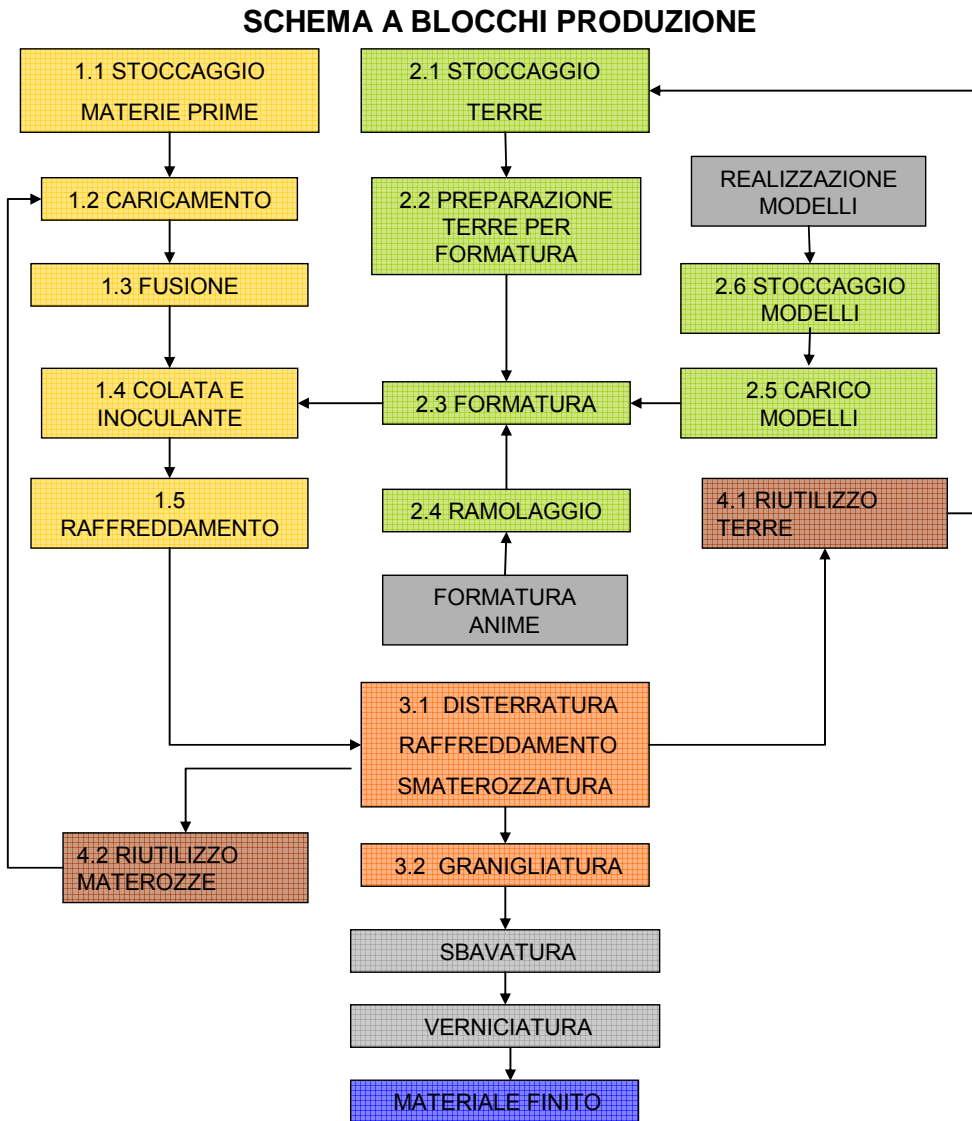 SCHEMA A BLOCCHI PRODUZIONE
1.1 STOCCAGGIO
MATERIE PRIME
2.1 STOCCAGGIO
TERRE
1.2 CARICAMENTO
2.2 PREPARAZIONE
TERRE PER
FORMATURA
REALIZZAZIONE
MODELLI
1.3 FUSIONE
2.6 STOCCAGGIO
MODELLI
1.4 COLATA E
INOCULANTE
2.3 FORMATURA
2.5 CARICO
MODELLI
1.5
RAFFREDDAMENTO
2.4 RAMOLAGGIO
4.1 RIUTILIZZO
TERRE
FORMATURA
ANIME
3.1 DISTERRATURA
RAFFREDDAMENTO
SMATEROZZATURA
4.2 RIUTILIZZO
MATEROZZE
3.2 GRANIGLIATURA
SBAVATURA
VERNICIATURA
MATERIALE FINITO